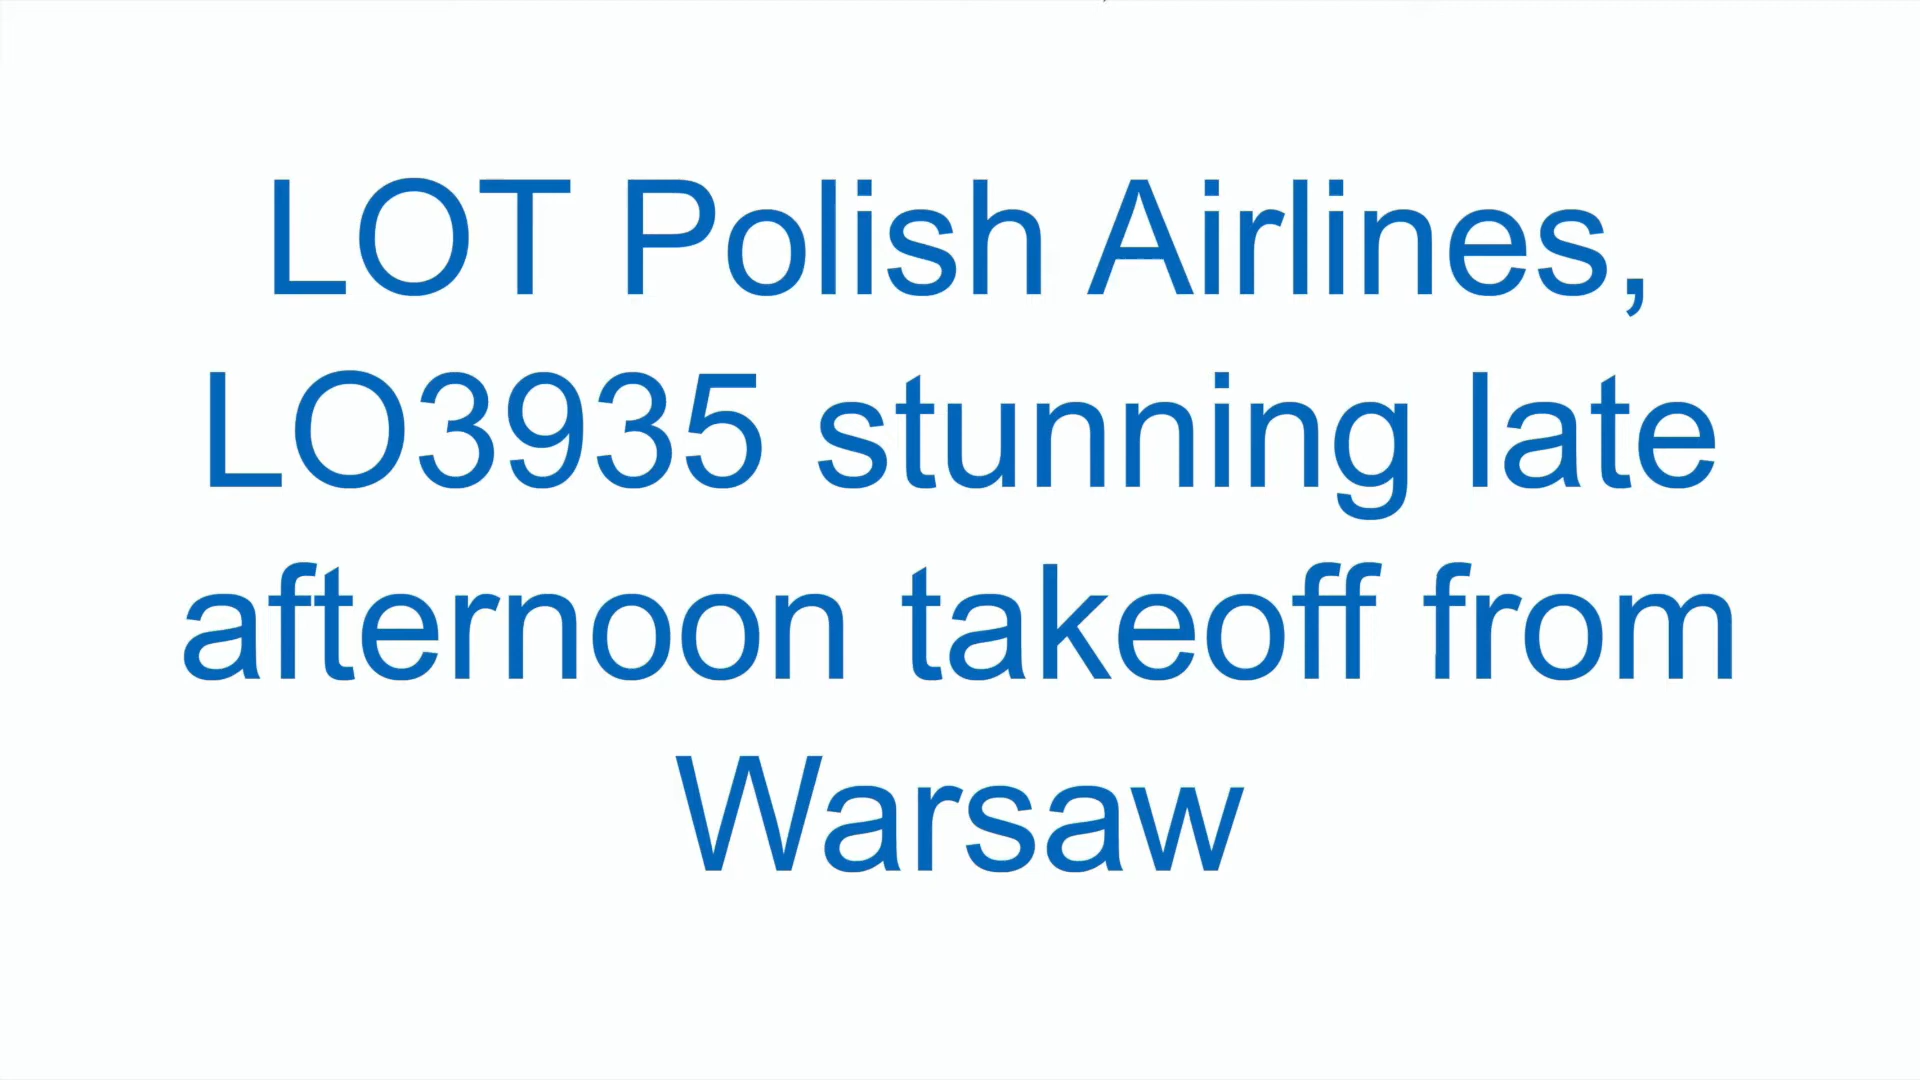 LOT Polish Airlines,
LO3935 stunning late
afternoon takeoff from
Warsaw